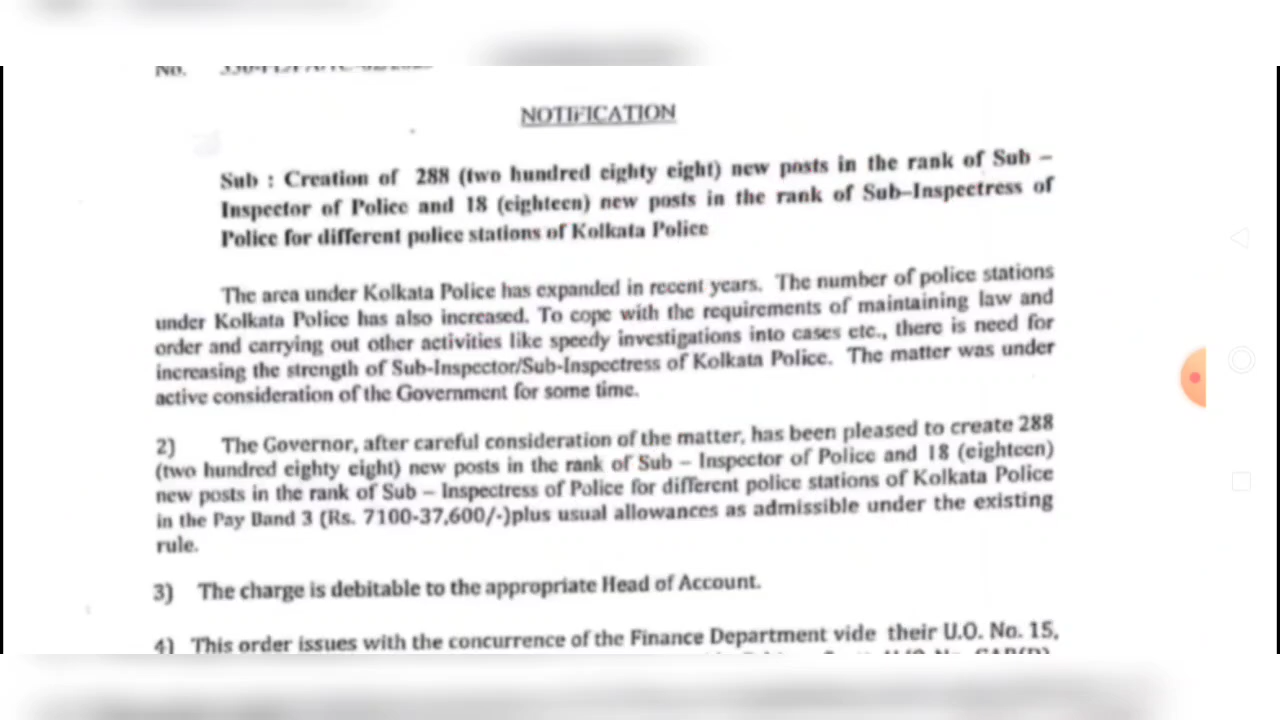 No.
NOTIFICATION
Sub : Creation of 288 (two hundred eighty eight) new posts in the rank of Sub –
Inspector of Police and 18 (eighteen) new posts in the rank of Sub–Inspectress of
Police for different police stations of Kolkata Police
The area under Kolkata Police has expanded in recent years. The number of police stations
under Kolkata Police has also increased. To cope with the requirements of maintaining law and
order and carrying out other activities like speedy investigations into cases etc., there is need for
increasing the strength of Sub-Inspector/Sub-Inspectress of Kolkata Police. The matter was under
active consideration of the Government for some time.
2) The Governor, after careful consideration of the matter, has been pleased to create 288
(two hundred eighty eight) new posts in the rank of Sub – Inspector of Police and 18 (eighteen)
new posts in the rank of Sub – Inspectress of Police for different police stations of Kolkata Police
in the Pay Band 3 (Rs. 7100-37,600/-)plus usual allowances as admissible under the existing
rule.
3) The charge is debitable to the appropriate Head of Account.
4) This order issues with the concurrence of the Finance Department vide their U.O. No. 15,